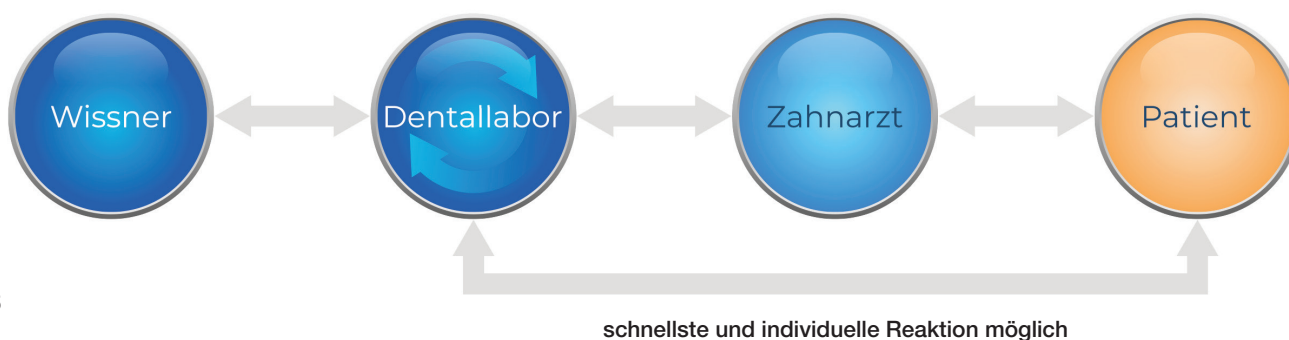 Wissner
Dentallabor
Zahnarzt
Patient
schnellste und individuelle Reaktion möglich